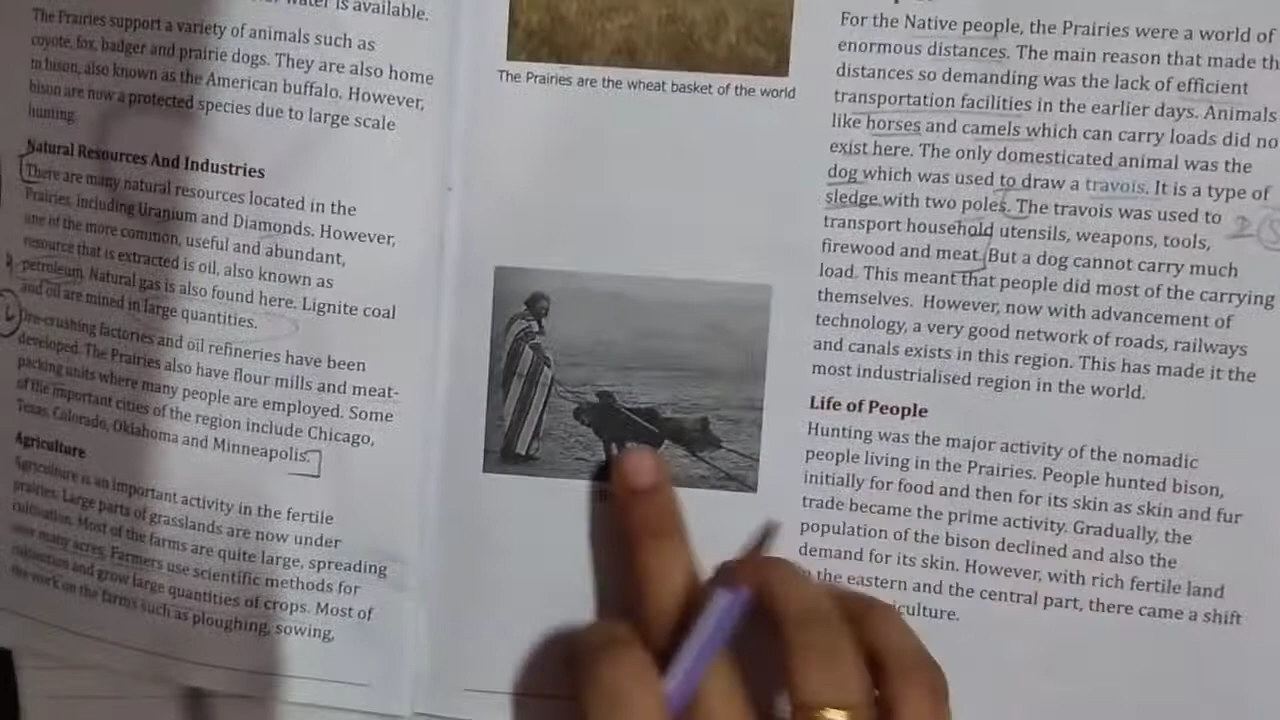 is available.
The Prairies support a variety of animals such as
coyote, fox, badger and prairie dogs. They are also home
to bison, also known as the American buffalo. However,
bison are now a protected species due to large scale
hunting.
Natural Resources And Industries
There are many natural resources located in the
Prairies, including Uranium and Diamonds. However,
one of the more common, useful and abundant,
resource that is extracted is oil, also known as
petroleum. Natural gas is also found here. Lignite coal
and oil are mined in large quantities.
Ore-crushing factories and oil refineries have been
developed. The Prairies also have flour mills and meat-
packing units where many people are employed. Some
of the important cities of the region include Chicago,
Texas, Colorado, Oklahoma and Minneapolis.
Agriculture
Agriculture is an important activity in the fertile
prairies. Large parts of grasslands are now under
cultivation. Most of the farms are quite large, spreading
over many acres. Farmers use scientific methods for
cultivation and grow large quantities of crops. Most of
the work on the farms such as ploughing, sowing,
The Prairies are the wheat basket of the world
For the Native people, the Prairies were a world of
enormous distances. The main reason that made th
distances so demanding was the lack of efficient
transportation facilities in the earlier days. Animals
like horses and camels which can carry loads did no
exist here. The only domesticated animal was the
dog which was used to draw a travois. It is a type of
sledge with two poles. The travois was used to
transport household utensils, weapons, tools,
firewood and meat. But a dog cannot carry much
load. This meant that people did most of the carrying
themselves. However, now with advancement of
technology, a very good network of roads, railways
and canals exists in this region. This has made it the
most industrialised region in the world.
Life of People
Hunting was the major activity of the nomadic
people living in the Prairies. People hunted bison,
initially for food and then for its skin as skin and fur
trade became the prime activity. Gradually, the
population of the bison declined and also the
demand for its skin. However, with rich fertile land
the eastern and the central part, there came a shift
iculture.